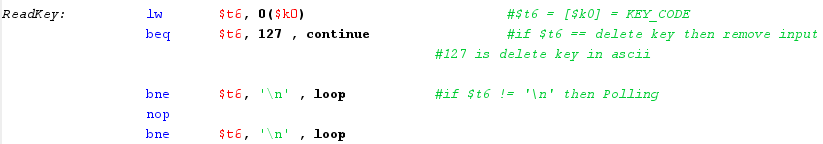 ReadKey: lw $t6, 0($k0) #$t6 = [$k0] = KEY_CODE
beq $t6, 127 , continue #if $t6 == delete key then remove input
#127 is delete key in ascii
bne $t6, '\n' , loop #if $t6 != '\n' then Polling
nop
bne $t6, '\n' , loop